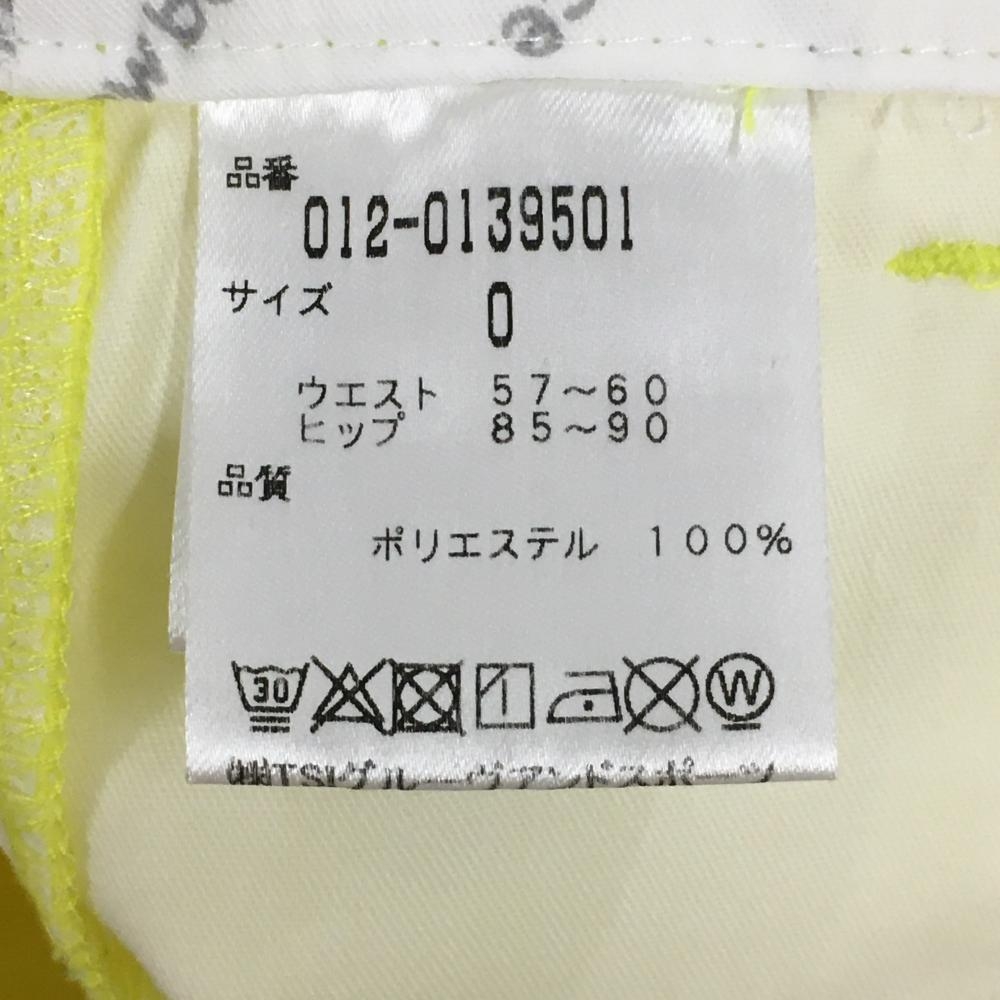 品番
012-0139501
サイズ 0
ウエスト 57～60
ヒップ 85～90
品質
ポリエステル 100%
30 W
㈱TSIグルーヴアンドスポーツ